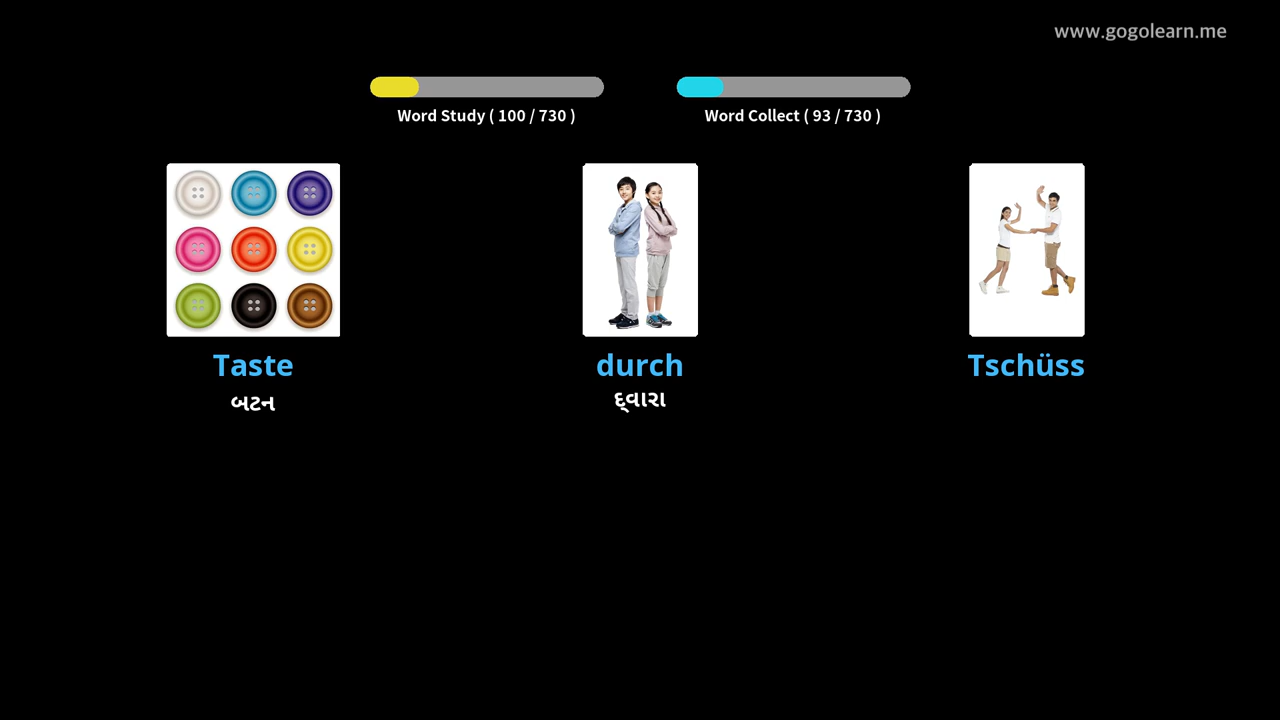 www.gogolearn.me
Word Study ( 100 / 730 )
Word Collect ( 93 / 730 )
Taste
બટન
durch
દ્વારા
Tschüss